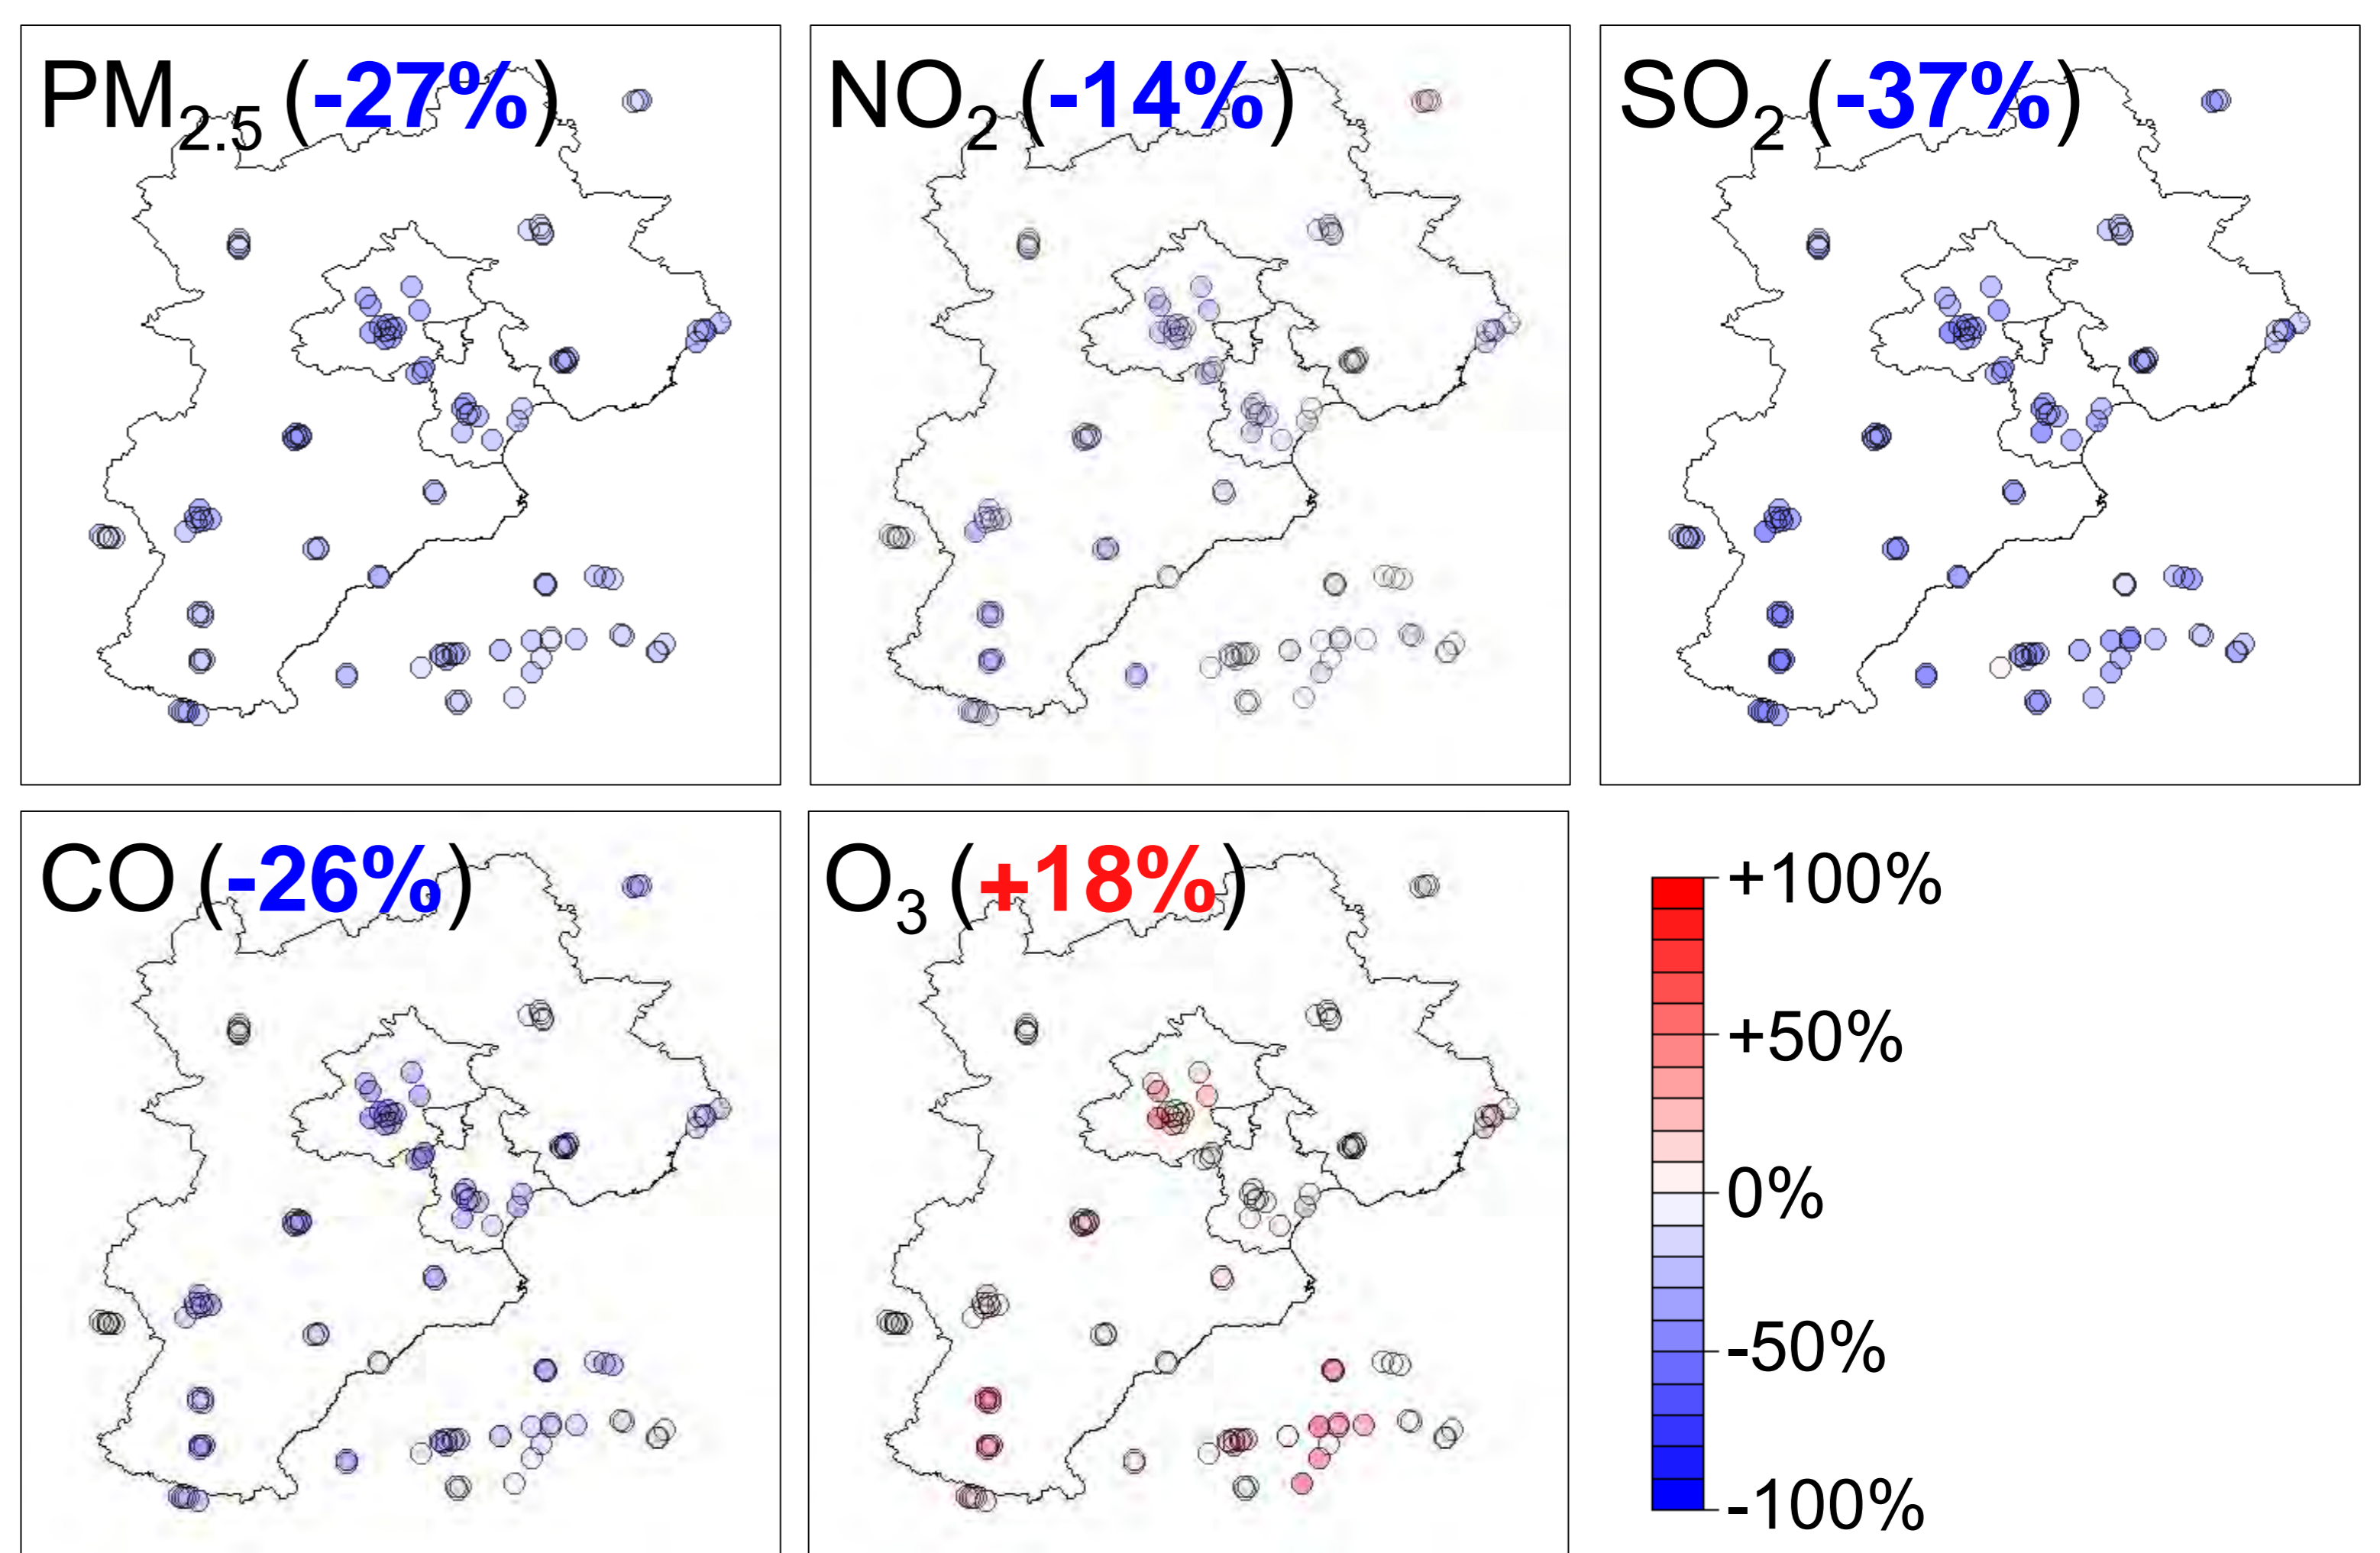 PM2.5 (-27%)
NO2 (-14%)
SO2 (-37%)
CO (-26%)
O3 (+18%)
+100%
+50%
0%
-50%
-100%